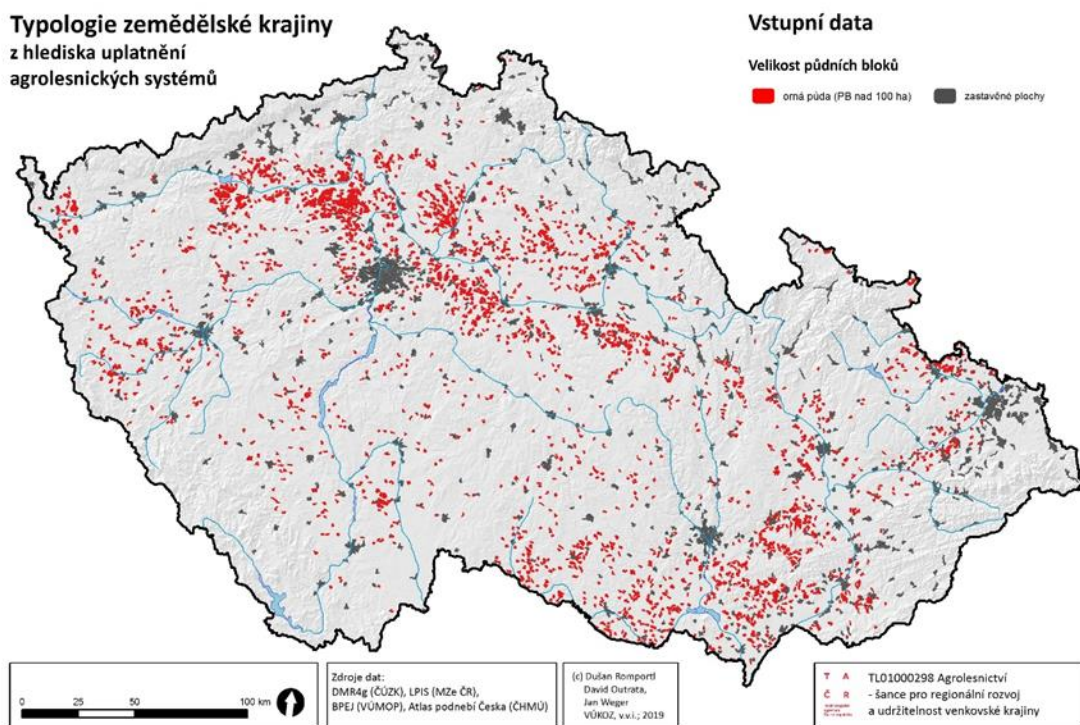 Typologie zemědělské krajiny
z hlediska uplatnění
agrolesnických systémů
Vstupní data
Velikost půdních bloků
orná půda (PB nad 100 ha)
zastavěné plochy
0 25 50 100 km
Zdroje dat:
DMR4g (ČÚZK), LPIS (MZe ČR),
BPEJ (VÚMOP), Atlas podnebí Česka (ČHMÚ)
(c) Dušan Romportl
David Outrata,
Jan Weger
VÚKOZ, v.v.i.; 2019
T A
Č R
TL01000298 Agrolesnictví
- šance pro regionální rozvoj
a udržitelnost venkovské krajiny